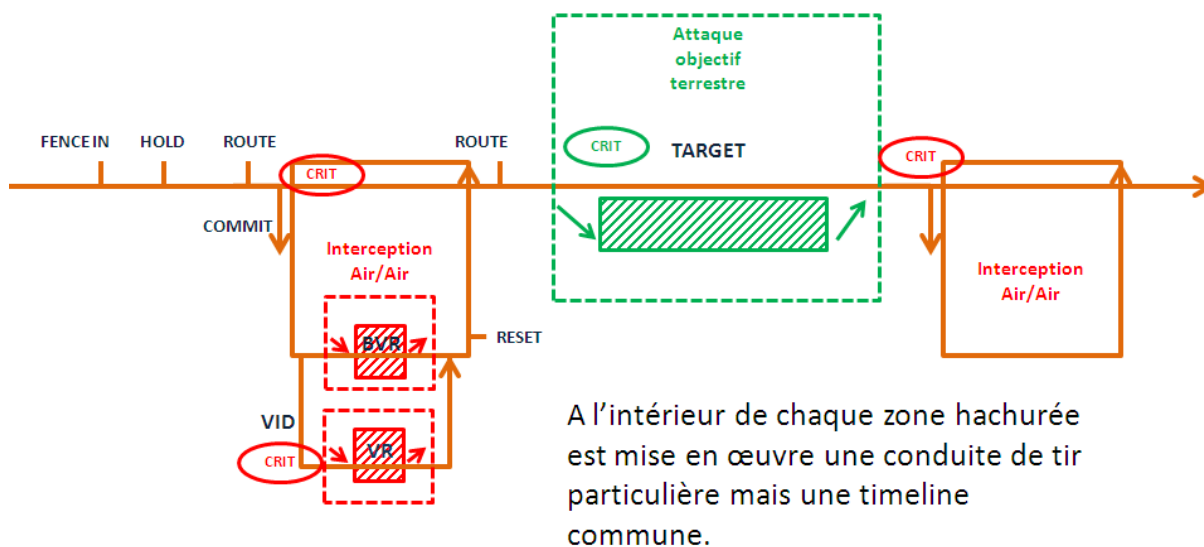 Attaque
objectif
terrestre
FENCE IN
HOLD
ROUTE
ROUTE
CRIT
TARGET
CRIT
CRIT
COMMIT
Interception
Air/Air
Interception
Air/Air
RESET
BVR
VID
VR
CRIT
A l’intérieur de chaque zone hachurée
est mise en œuvre une conduite de tir
particulière mais une timeline
commune.